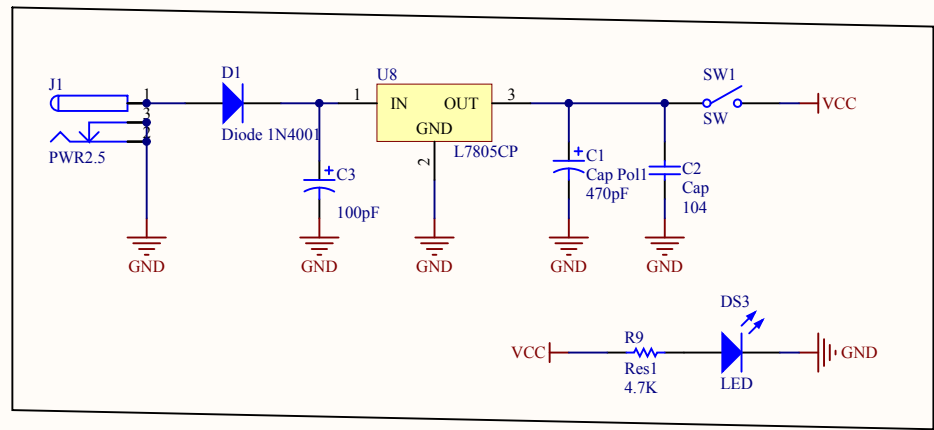 J1
1
3
2
PWR2.5
D1
Diode 1N4001
C3
100pF
U8
1
IN
OUT
3
GND
2
L7805CP
C1
Cap Pol1
470pF
C2
Cap
104
SW1
SW
VCC
GND
GND
GND
GND
GND
VCC
R9
Res1
4.7K
DS3
LED
GND